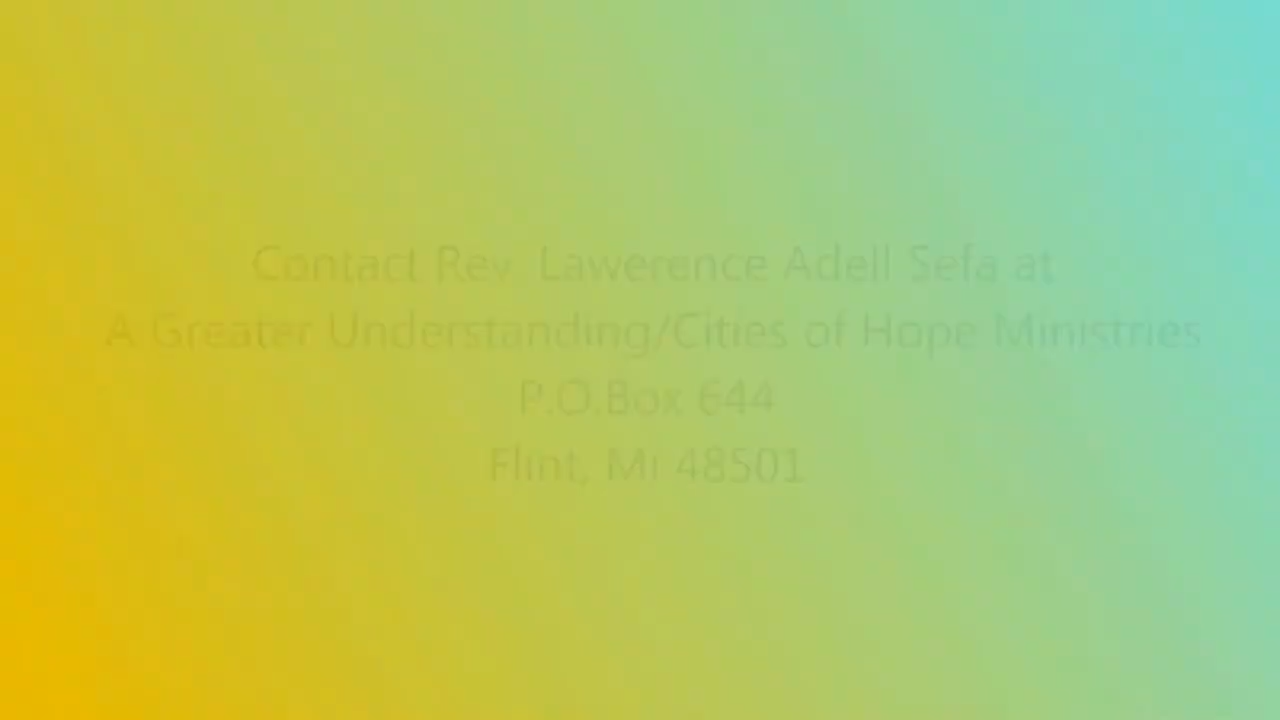 Contact Rev. Lawerence Adell Sefa at
A Greater Understanding/Cities of Hope Ministries
P.O.Box 644
Flint, Mi 48501